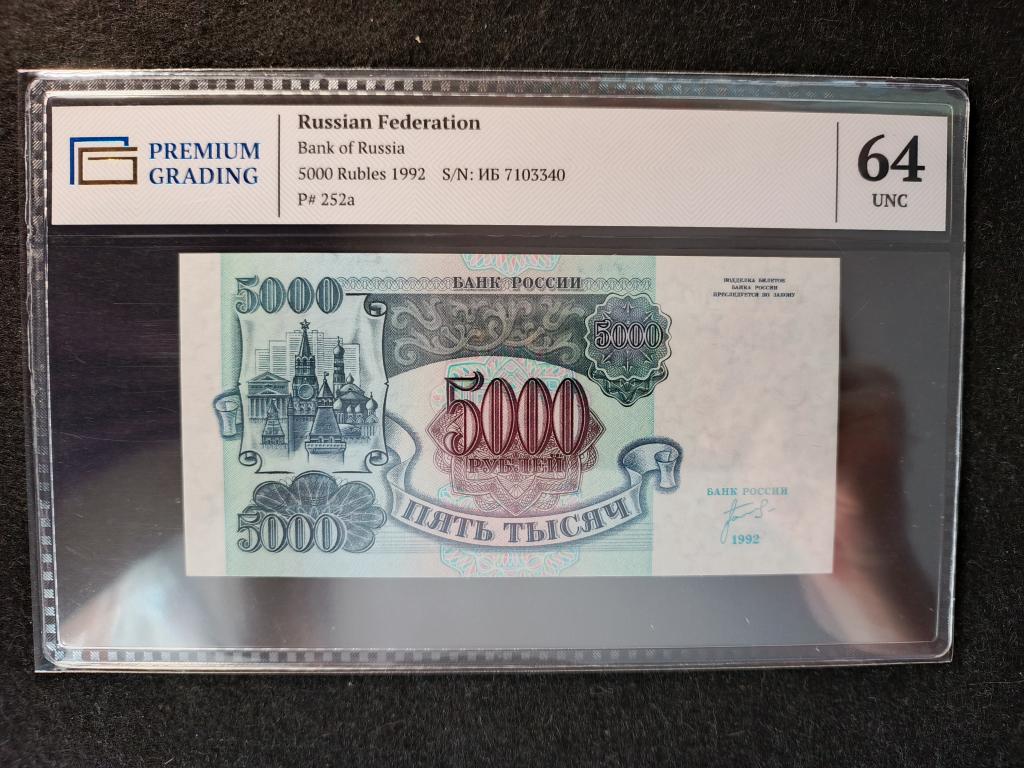 PREMIUM
GRADING
Russian Federation
Bank of Russia
5000 Rubles 1992 S/N: ИБ 7103340
P# 252a
64
UNC
5000
БАНК РОССИИ
ПОДДЕЛКА БИЛЕТОВ
БАНКА РОССИИ
ПРЕСЛЕДУЕТСЯ ПО ЗАКОНУ
5000
5000
РУБЛЕЙ
ПЯТЬ ТЫСЯЧ
5000
БАНК РОССИИ
1992